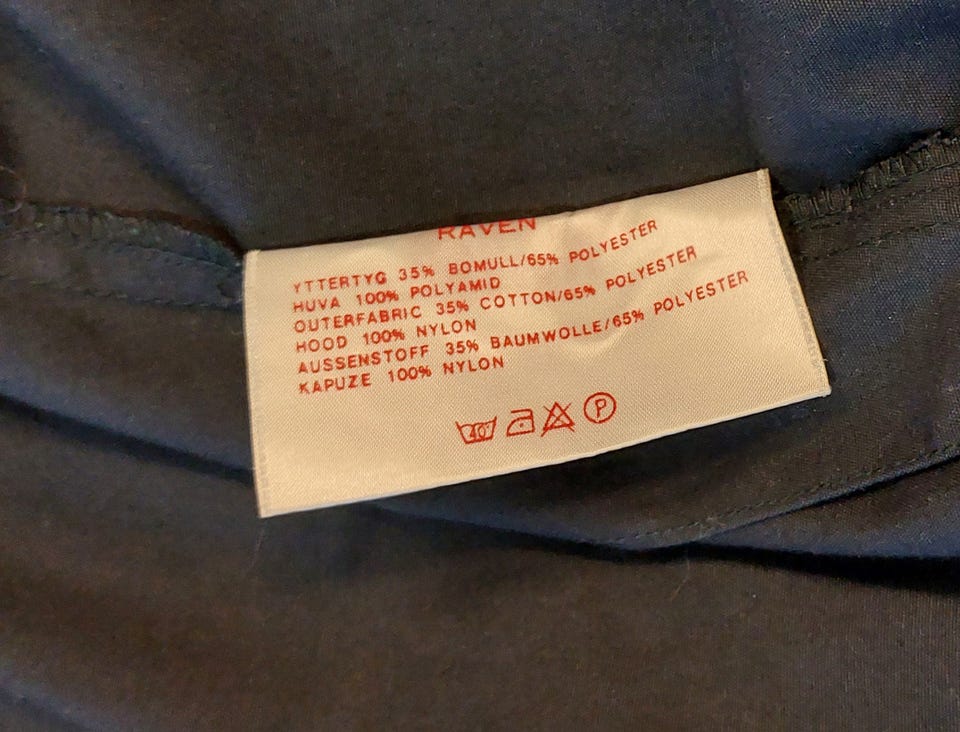 RAVEN
YTTERTYG 35% BOMULL/65% POLYESTER
HUVA 100% POLYAMID
OUTERFABRIC 35% COTTON/65% POLYESTER
HOOD 100% NYLON
AUSSENSTOFF 35% BAUMWOLLE/65% POLYESTER
KAPUZE 100% NYLON
40° P